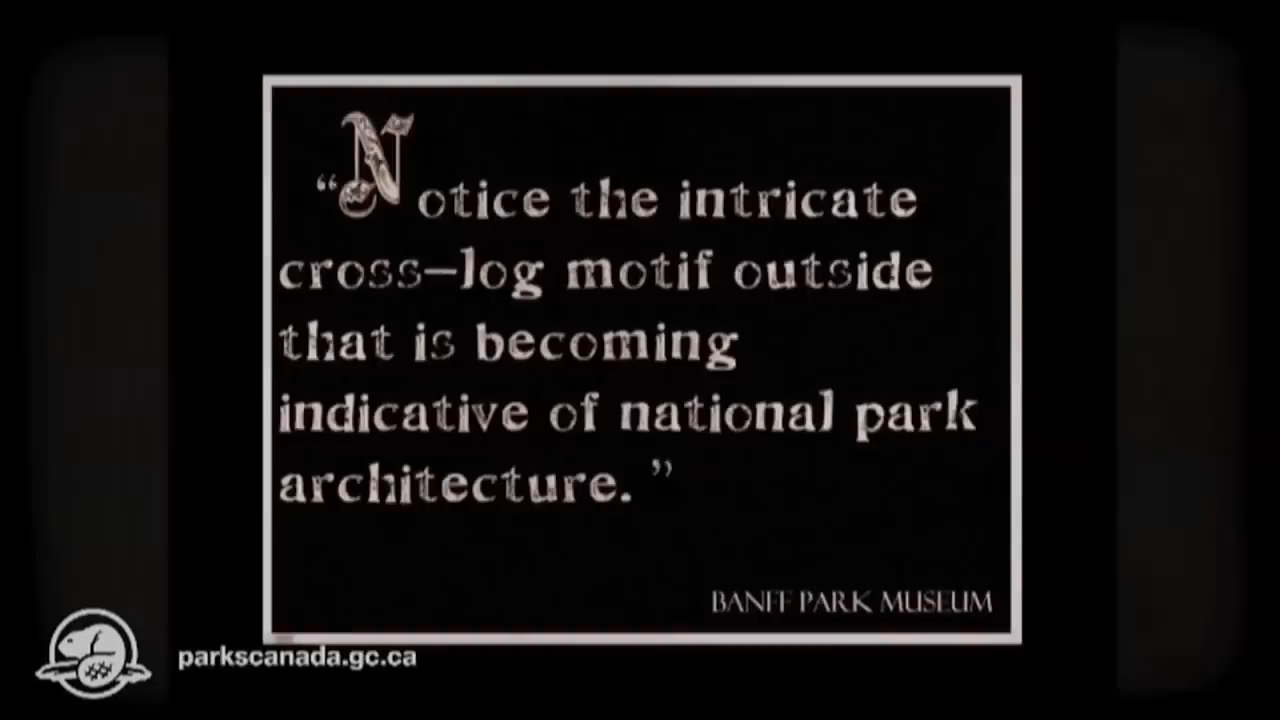 “Notice the intricate
cross–log motif outside
that is becoming
indicative of national park
architecture. ”
BANFF PARK MUSEUM
parkscanada.gc.ca